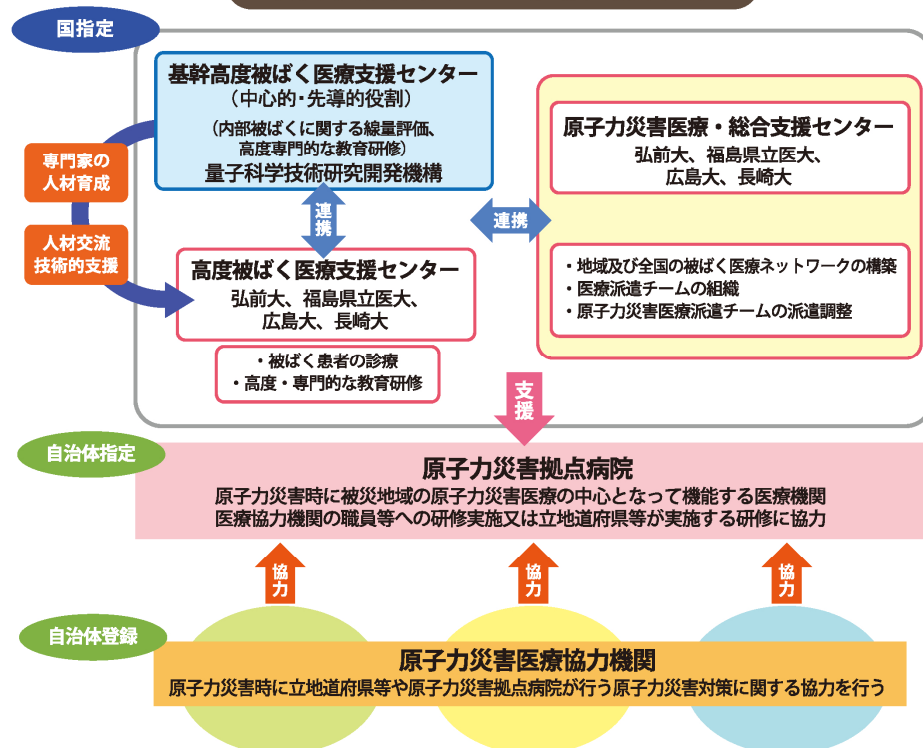 国指定
基幹高度被ばく医療支援センター
（中心的・先導的役割）
（内部被ばくに関する線量評価、
高度専門的な教育研修）
量子科学技術研究開発機構
専門家の
人材育成
人材交流
技術的支援
連携
高度被ばく医療支援センター
弘前大、福島県立医大、
広島大、長崎大
・被ばく患者の診療
・高度・専門的な教育研修
連携
原子力災害医療・総合支援センター
弘前大、福島県立医大、
広島大、長崎大
・地域及び全国の被ばく医療ネットワークの構築
・医療派遣チームの組織
・原子力災害医療派遣チームの派遣調整
支援
自治体指定
原子力災害拠点病院
原子力災害時に被災地域の原子力災害医療の中心となって機能する医療機関
医療協力機関の職員等への研修実施又は立地道府県等が実施する研修に協力
協力
協力
協力
自治体登録
原子力災害医療協力機関
原子力災害時に立地道府県等や原子力災害拠点病院が行う原子力災害対策に関する協力を行う